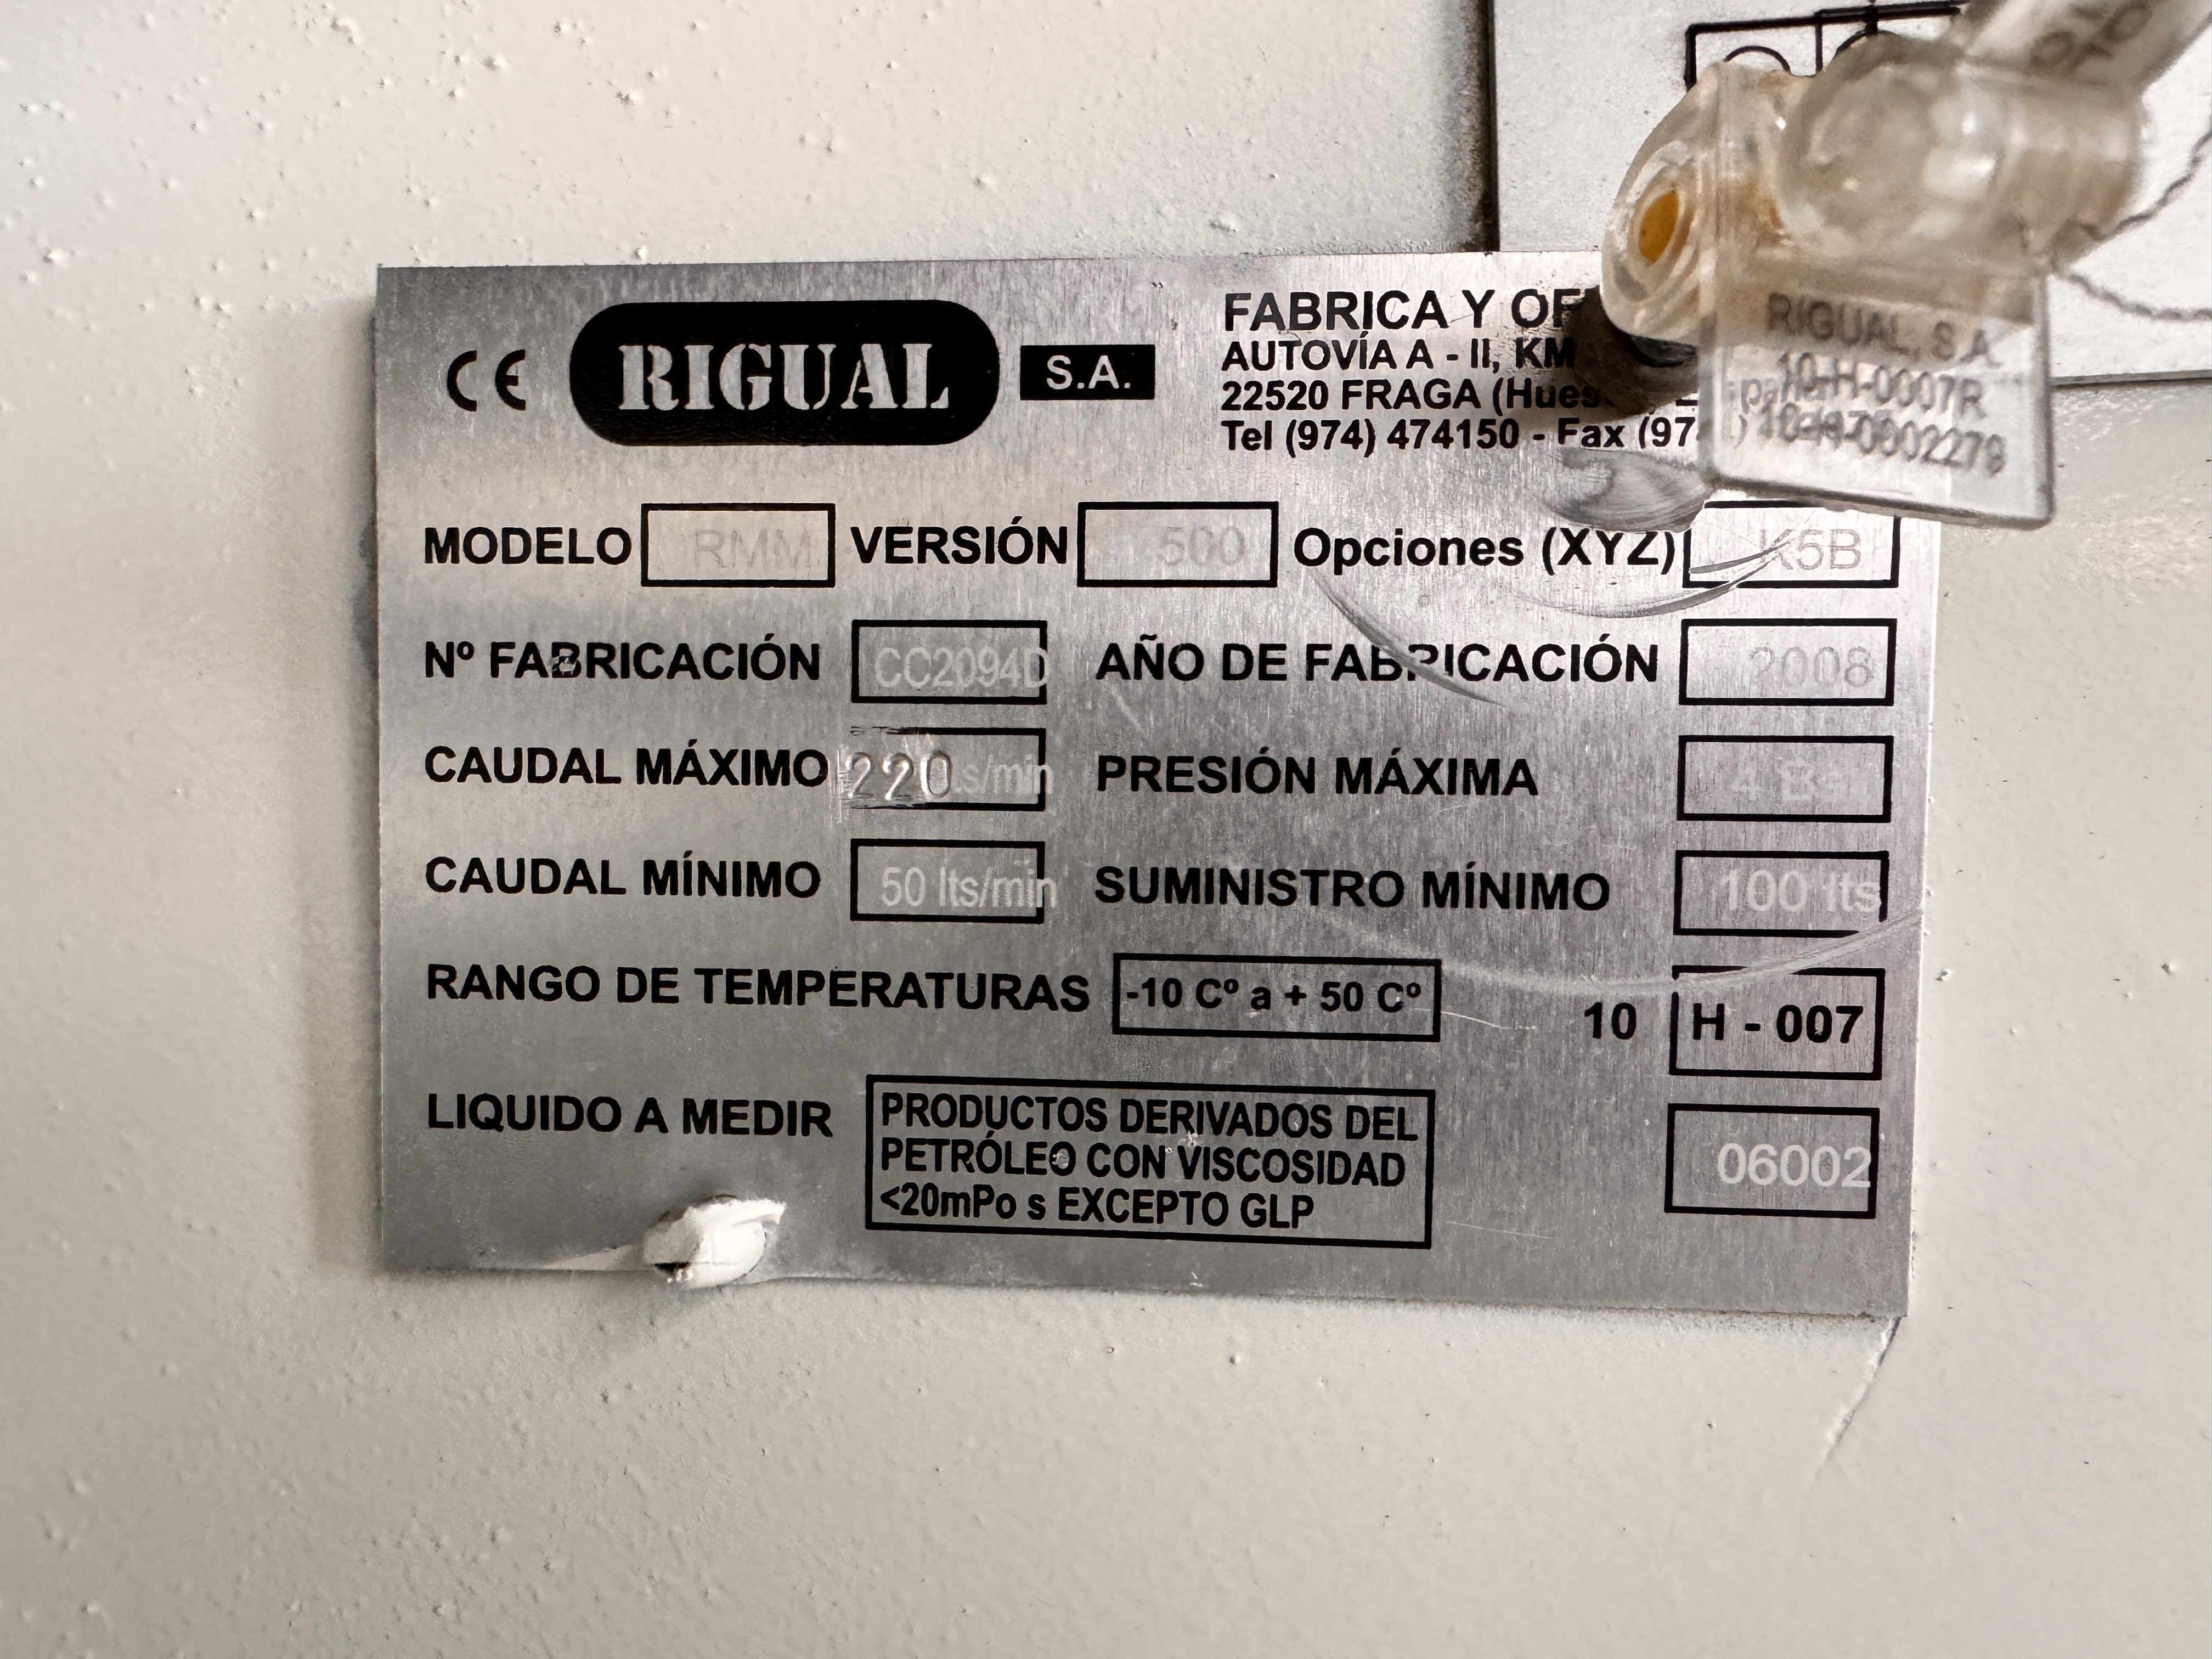 CE RIGUAL S.A.
FABRICA Y
AUTOVÍA A - II, KM
22520 FRAGA
Tel (974) 474150 - Fax
RIGUAL, S.A.
10-H-0007R
MODELO RMM VERSIÓN 500 Opciones (XYZ) K5B
Nº FABRICACIÓN CC2094D AÑO DE FABRICACIÓN 2008
CAUDAL MÁXIMO 220 PRESIÓN MÁXIMA 4 Bar
CAUDAL MÍNIMO 50 lts/min SUMINISTRO MÍNIMO 100 lts
RANGO DE TEMPERATURAS -10 Cº a + 50 Cº
10 H - 007
LIQUIDO A MEDIR
PRODUCTOS DERIVADOS DEL
PETRÓLEO CON VISCOSIDAD
<20mPo s EXCEPTO GLP
06002